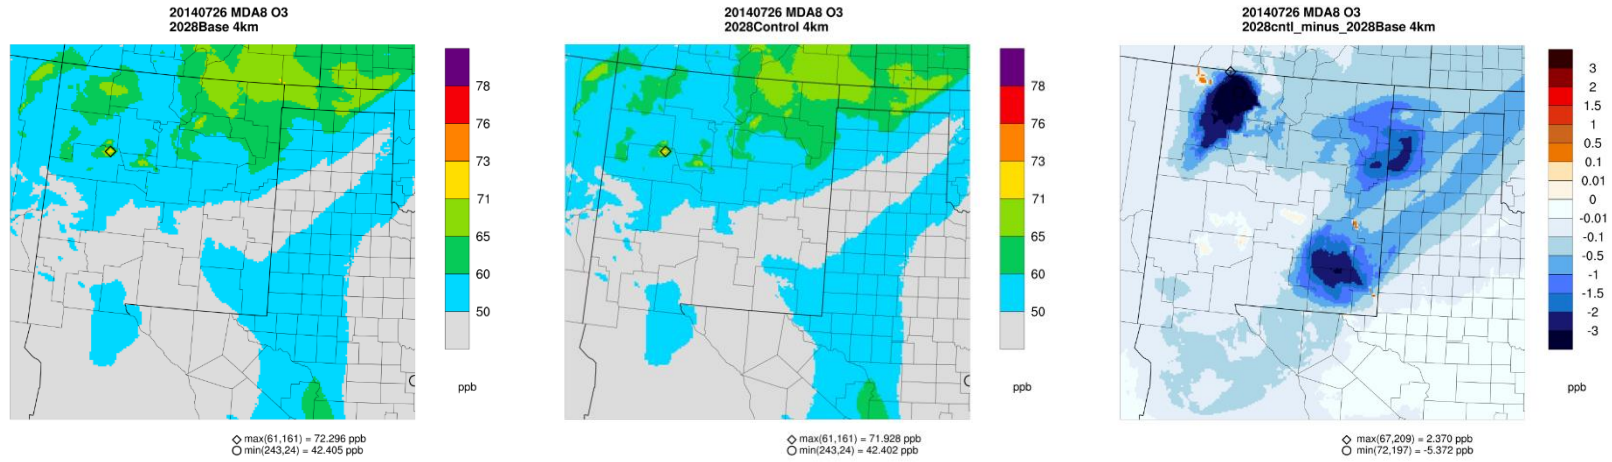 20140726 MDA8 O3
2028Base 4km
78
76
73
71
65
60
50
ppb
max(61,161) = 72.296 ppb
min(243,24) = 42.405 ppb
20140726 MDA8 O3
2028Control 4km
78
76
73
71
65
60
50
ppb
max(61,161) = 71.928 ppb
min(243,24) = 42.402 ppb
20140726 MDA8 O3
2028cntl_minus_2028Base 4km
3
2
1.5
1
0.5
0.1
0.01
0
-0.01
-0.1
-0.5
-1
-1.5
-2
-3
ppb
max(67,209) = 2.370 ppb
min(72,197) = -5.372 ppb